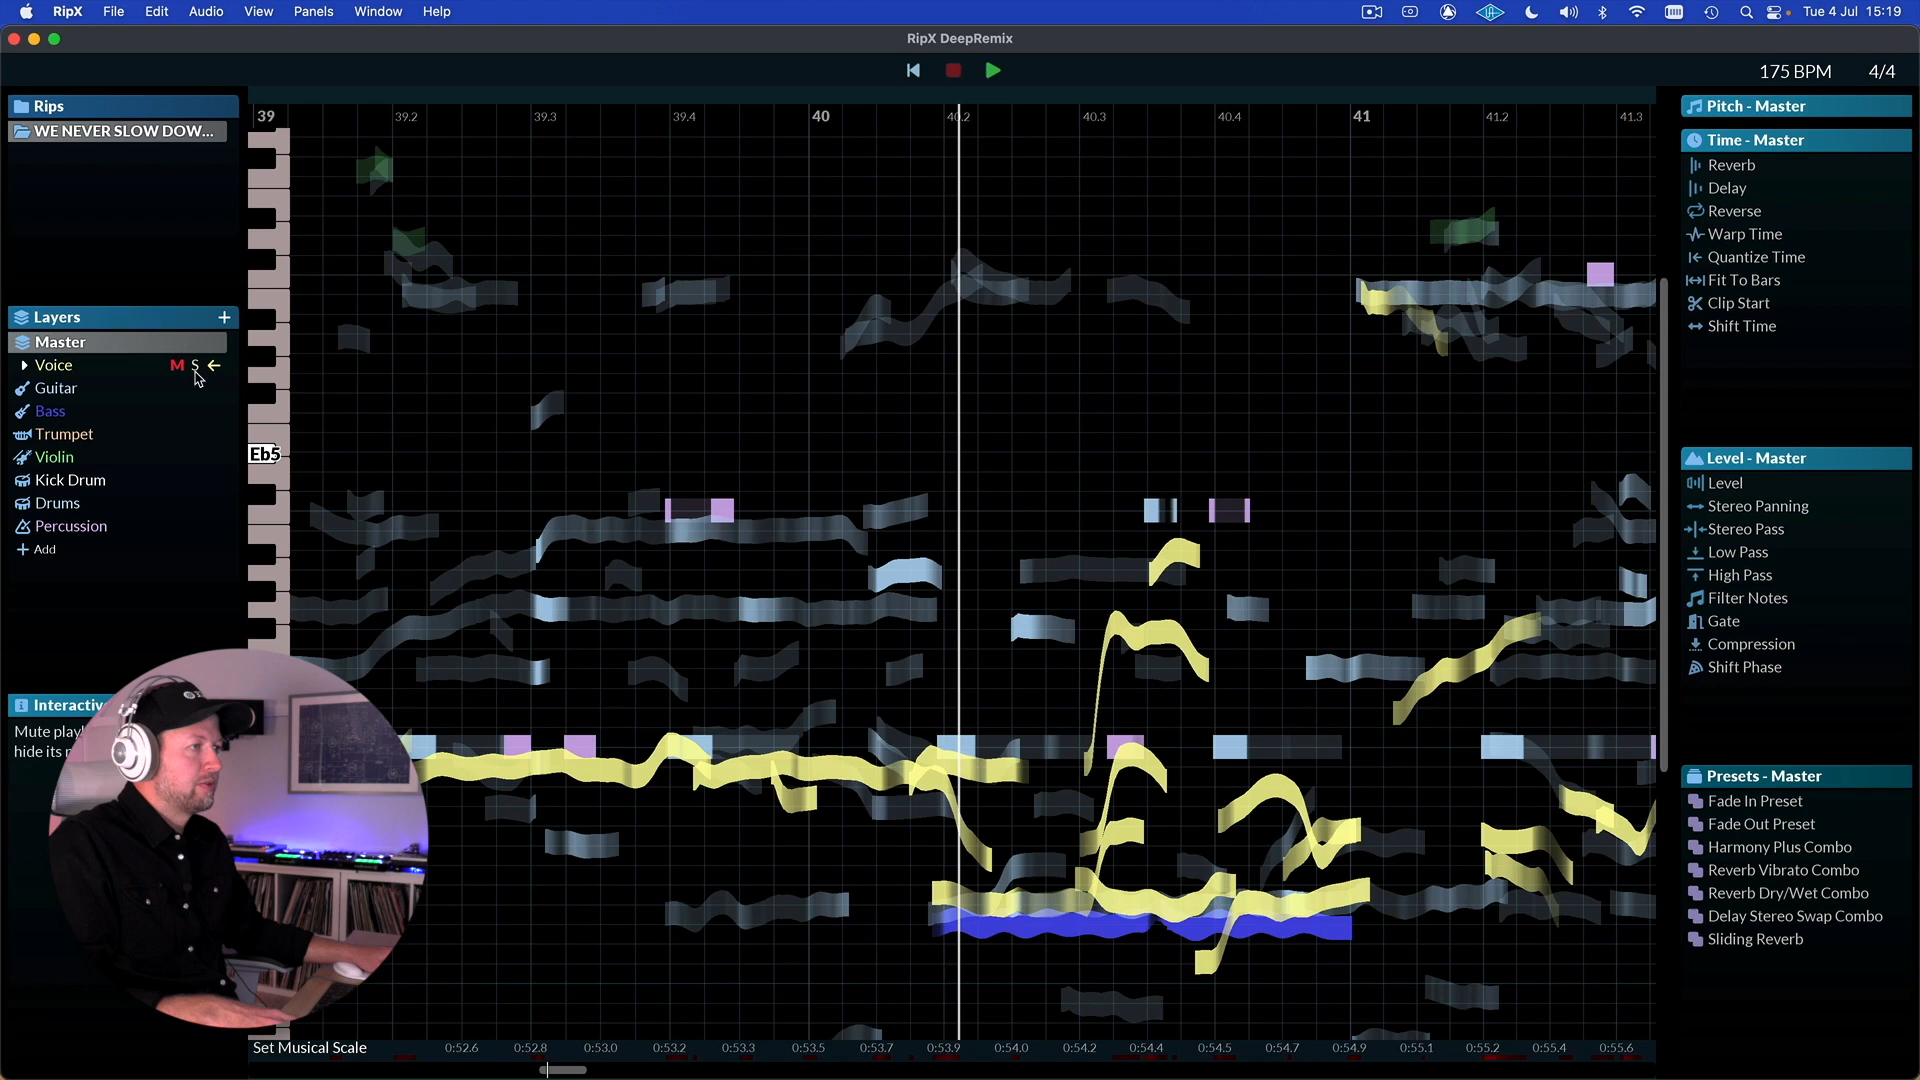 RipX File Edit Audio View Panels Window Help Tue 4 Jul 15:19
RipX DeepRemix
175 BPM 4/4
Rips
WE NEVER SLOW DOW...
39 39.2 39.3 39.4 40 40.2 40.3 40.4 41 41.2 41.3
Eb5
Layers +
Master
Voice M S
Guitar
Bass
Trumpet
Violin
Kick Drum
Drums
Percussion
+ Add
Interactiv
Mute play
hide its
Set Musical Scale
0:52.6 0:52.8 0:53.0 0:53.2 0:53.3 0:53.5 0:53.7 0:53.9 0:54.0 0:54.2 0:54.4 0:54.5 0:54.7 0:54.9 0:55.1 0:55.2 0:55.4 0:55.6
Pitch - Master
Time - Master
Reverb
Delay
Reverse
Warp Time
Quantize Time
Fit To Bars
Clip Start
Shift Time
Level - Master
Level
Stereo Panning
Stereo Pass
Low Pass
High Pass
Filter Notes
Gate
Compression
Shift Phase
Presets - Master
Fade In Preset
Fade Out Preset
Harmony Plus Combo
Reverb Vibrato Combo
Reverb Dry/Wet Combo
Delay Stereo Swap Combo
Sliding Reverb